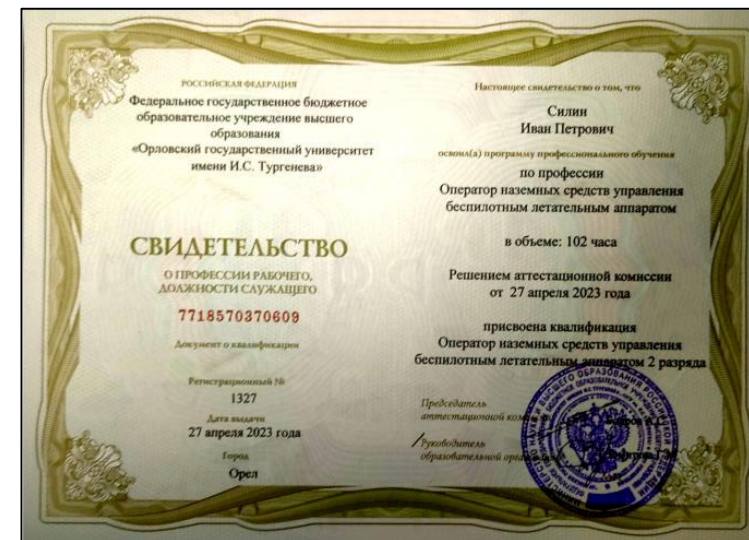 РОССИЙСКАЯ ФЕДЕРАЦИЯ
Федеральное государственное бюджетное
образовательное учреждение высшего
образования
«Орловский государственный университет
имени И.С. Тургенева»
СВИДЕТЕЛЬСТВО
О ПРОФЕССИИ РАБОЧЕГО,
ДОЛЖНОСТИ СЛУЖАЩЕГО
7718570370609
Документ о квалификации
Регистрационный №
1327
Дата выдачи
27 апреля 2023 года
Город
Орел
Настоящее свидетельство о том, что
Силин
Иван Петрович
освоил(а) программу профессионального обучения
по профессии
Оператор наземных средств управления
беспилотным летательным аппаратом
в объеме: 102 часа
Решением аттестационной комиссии
от 27 апреля 2023 года
присвоена квалификация
Оператор наземных средств управления
беспилотным летательным аппаратом 2 разряда
Председатель
аттестационной
Руководитель
образовательной